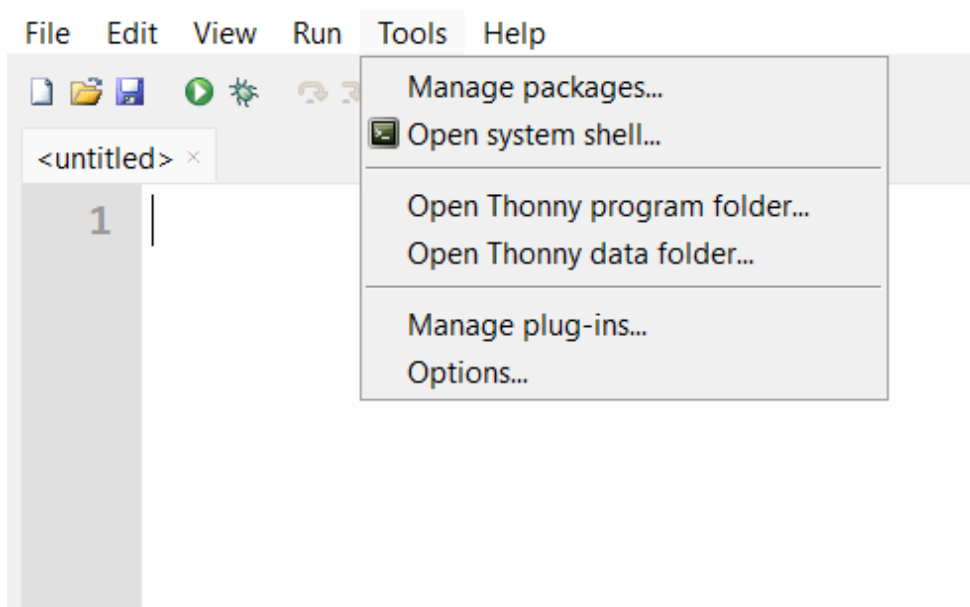 File Edit View Run Tools Help
<untitled> ×
1
Manage packages...
Open system shell...
Open Thonny program folder...
Open Thonny data folder...
Manage plug-ins...
Options...